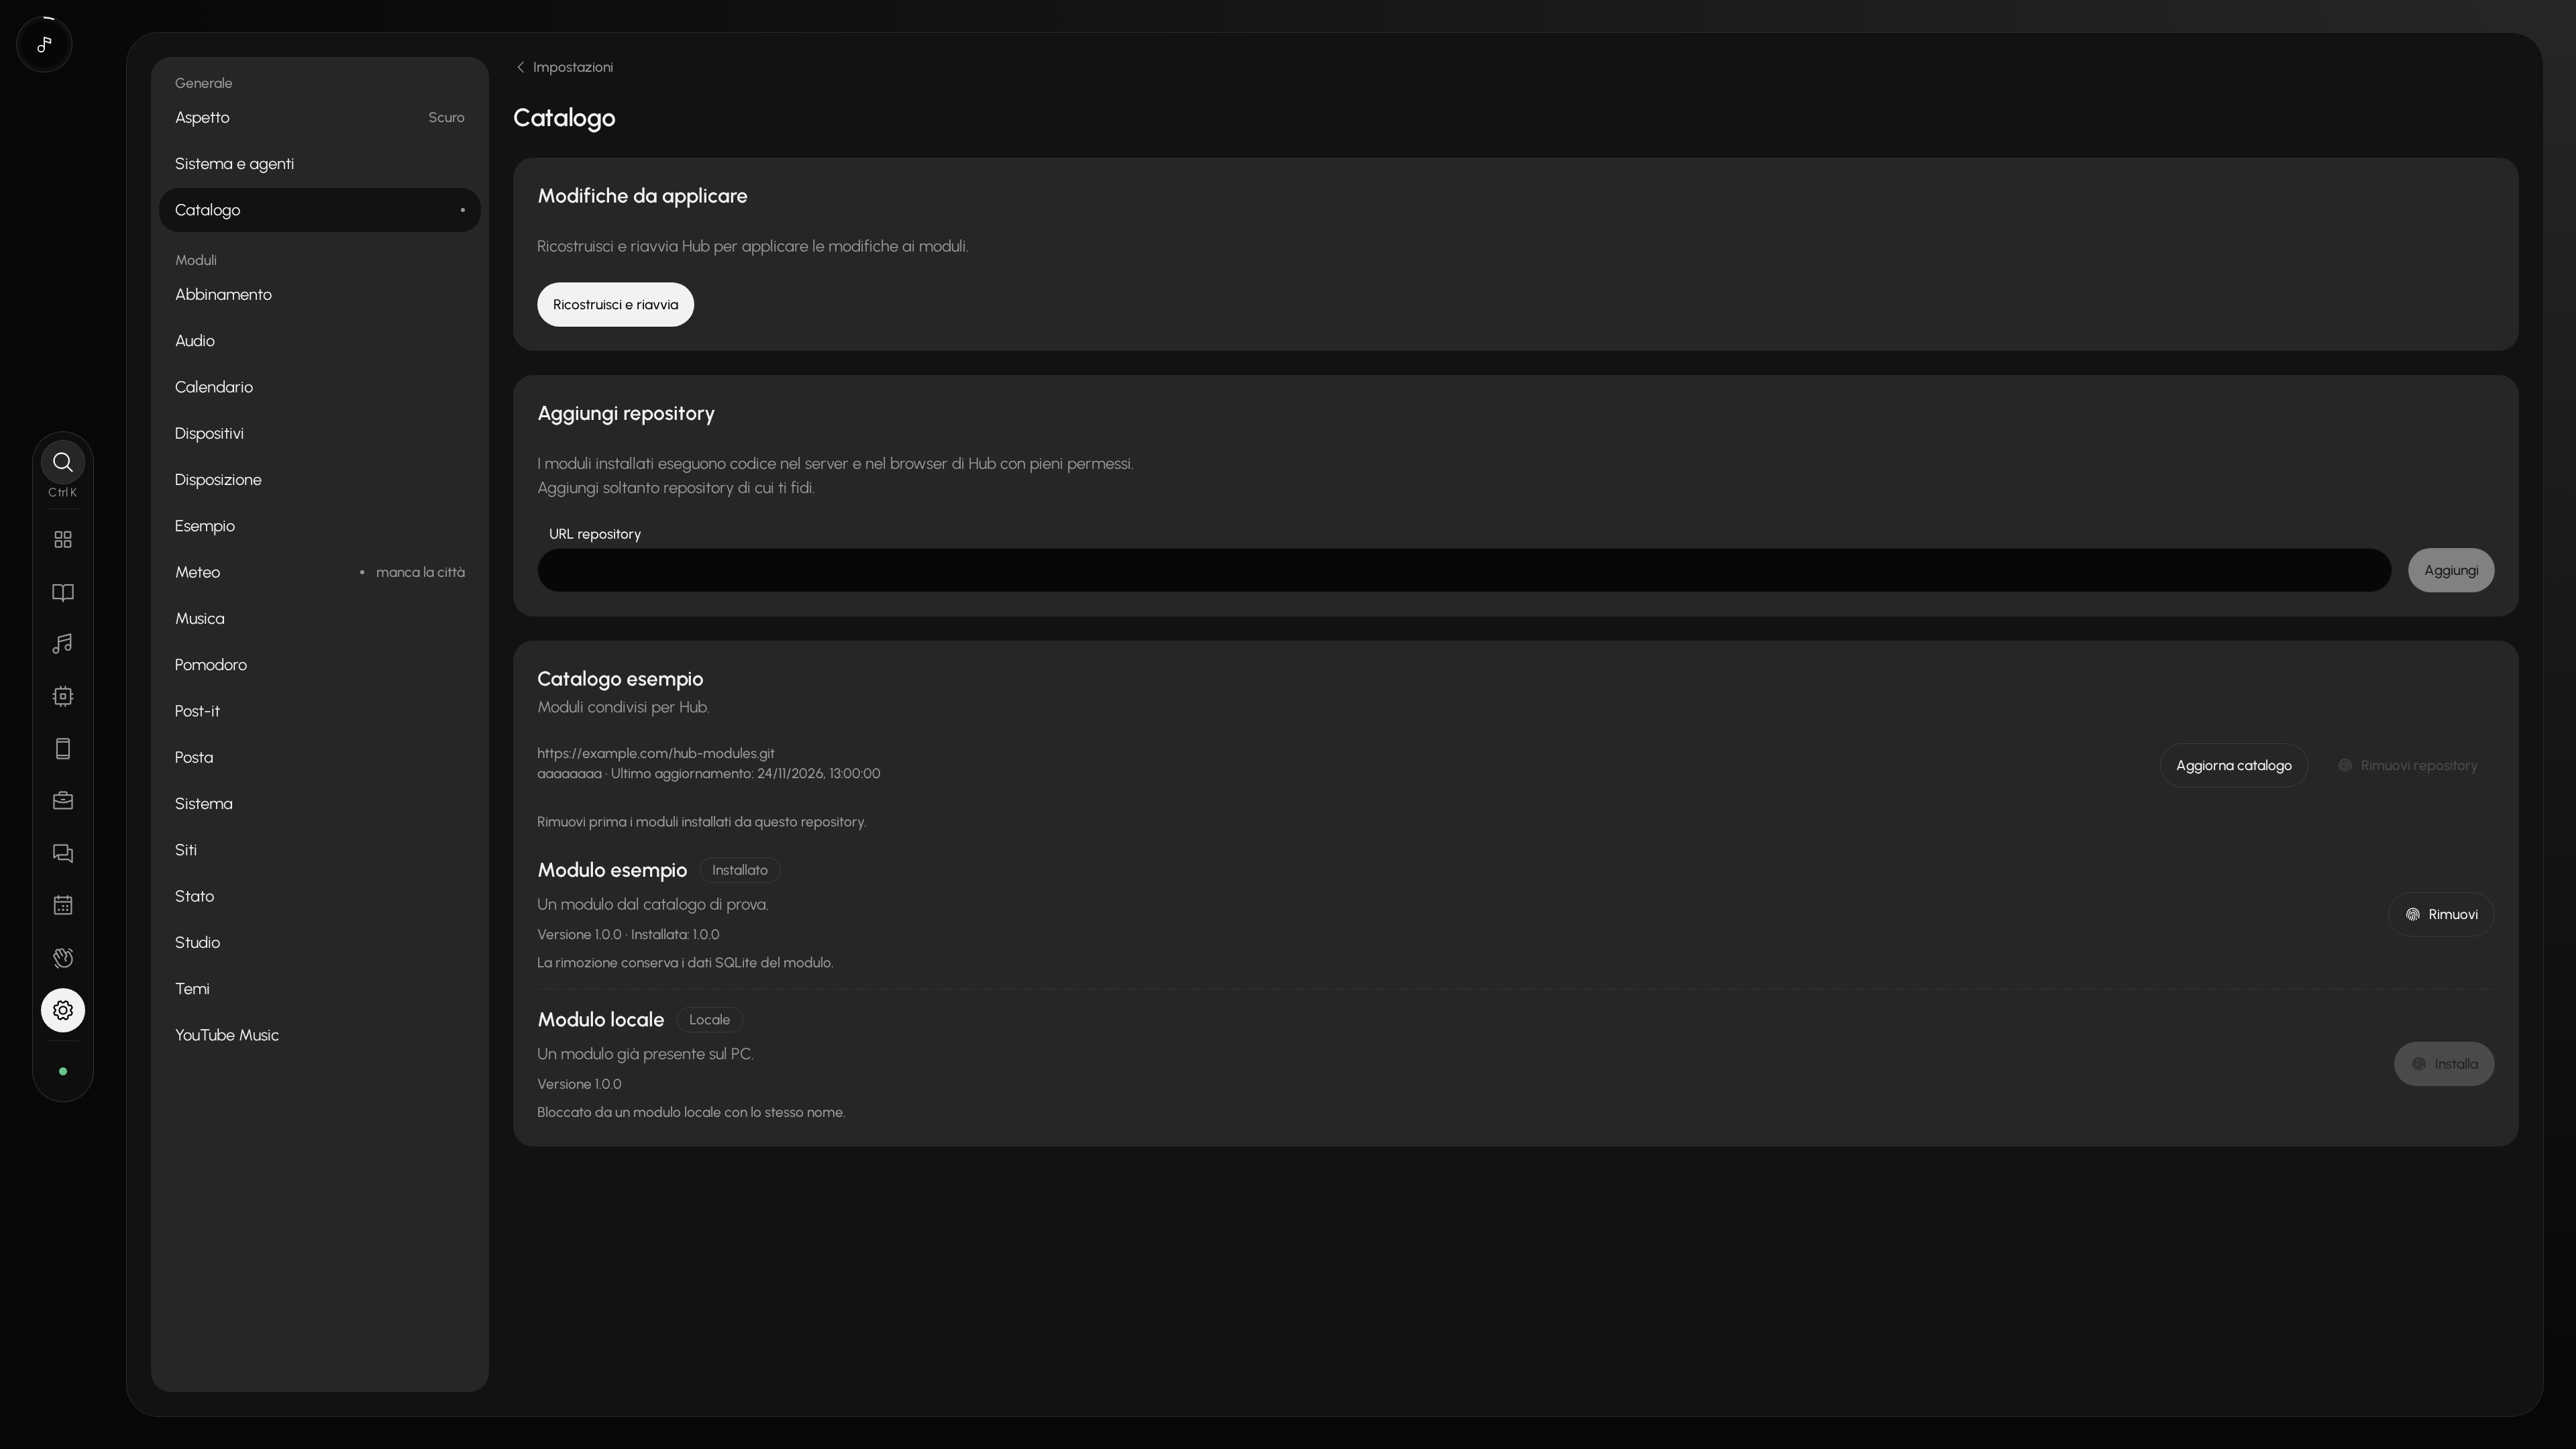 Ctrl K
Generale
Aspetto Scuro
Sistema e agenti
Catalogo
Moduli
Abbinamento
Audio
Calendario
Dispositivi
Disposizione
Esempio
Meteo • manca la città
Musica
Pomodoro
Post-it
Posta
Sistema
Siti
Stato
Studio
Temi
YouTube Music
Impostazioni
Catalogo
Modifiche da applicare
Ricostruisci e riavvia Hub per applicare le modifiche ai moduli.
Ricostruisci e riavvia
Aggiungi repository
I moduli installati eseguono codice nel server e nel browser di Hub con pieni permessi.
Aggiungi soltanto repository di cui ti fidi.
URL repository
Aggiungi
Catalogo esempio
Moduli condivisi per Hub.
https://example.com/hub-modules.git
aaaaaaaa · Ultimo aggiornamento: 24/11/2026, 13:00:00
Aggiorna catalogo
Rimuovi repository
Rimuovi prima i moduli installati da questo repository.
Modulo esempio Installato
Un modulo dal catalogo di prova.
Versione 1.0.0 · Installata: 1.0.0
La rimozione conserva i dati SQLite del modulo.
Rimuovi
Modulo locale Locale
Un modulo già presente sul PC.
Versione 1.0.0
Bloccato da un modulo locale con lo stesso nome.
Installa